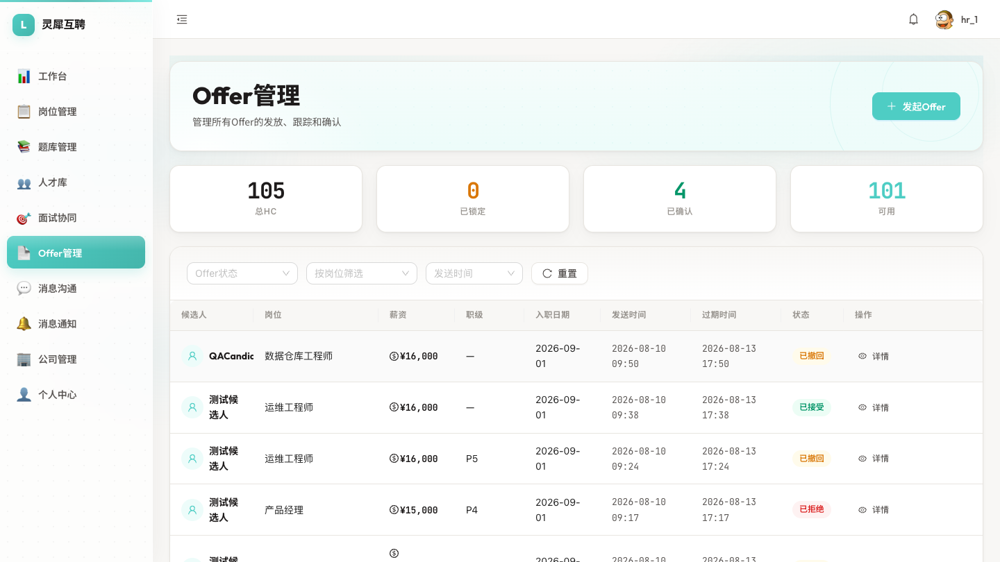 L 灵犀互聘
hr_1
工作台
岗位管理
题库管理
人才库
面试协同
Offer管理
消息沟通
消息通知
公司管理
个人中心
Offer管理
管理所有Offer的发放、跟踪和确认
发起Offer
105
总HC
0
已锁定
4
已确认
101
可用
Offer状态 按岗位筛选 发送时间 重置
候选人 岗位 薪资 职级 入职日期 发送时间 过期时间 状态 操作
QACandic 数据仓库工程师 ¥16,000 — 2026-09-01 2026-08-10 09:50 2026-08-13 17:50 已撤回 详情
测试候选人 运维工程师 ¥16,000 — 2026-09-01 2026-08-10 09:38 2026-08-13 17:38 已接受 详情
测试候选人 运维工程师 ¥16,000 P5 2026-09-01 2026-08-10 09:24 2026-08-13 17:24 已撤回 详情
测试候选人 产品经理 ¥15,000 P4 2026-09-01 2026-08-10 09:17 2026-08-13 17:17 已拒绝 详情
测试候 2026-09- 2026-08-10 2026-08-13